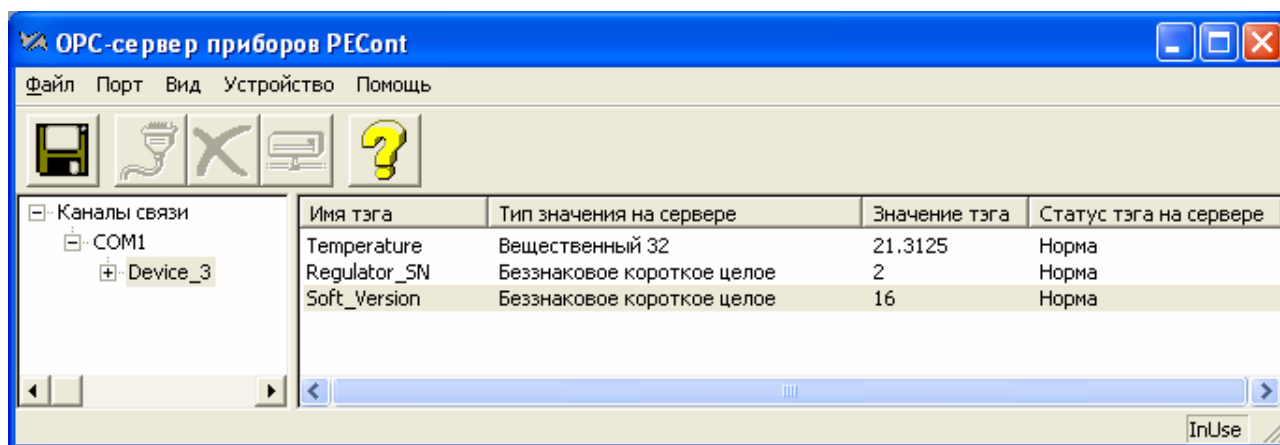 OPC-сервер приборов PECont
Файл Порт Вид Устройство Помощь
Каналы связи
COM1
Device_3
Имя тэга Тип значения на сервере Значение тэга Статус тэга на сервере
Temperature Вещественный 32 21.3125 Норма
Regulator_SN Беззнаковое короткое целое 2 Норма
Soft_Version Беззнаковое короткое целое 16 Норма
InUse